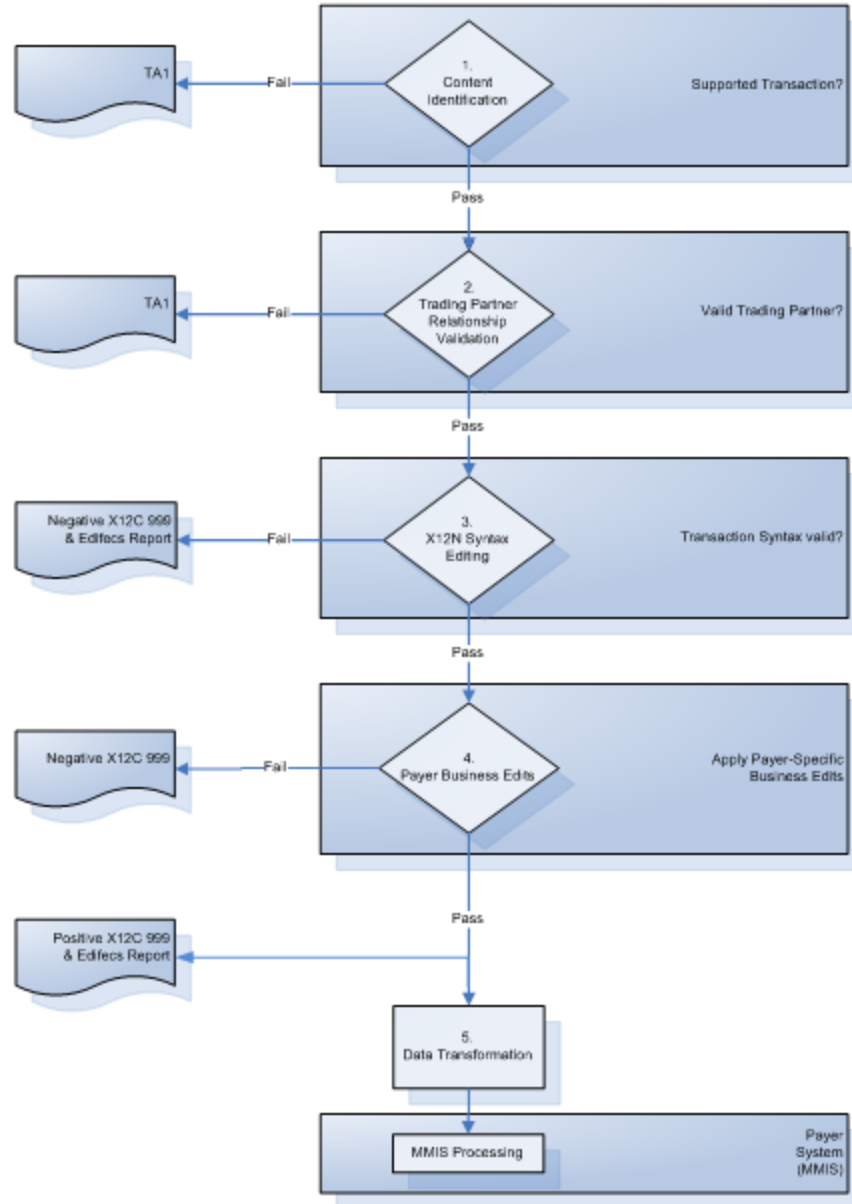 TA1
Fail
1.
Content
Identification
Supported Transaction?
Pass
TA1
Fail
2.
Trading Partner
Relationship
Validation
Valid Trading Partner?
Pass
Negative X12C 999
& Edifecs Report
Fail
3.
X12N Syntax
Editing
Transaction Syntax valid?
Pass
Negative X12C 999
Fail
4.
Payer Business Edits
Apply Payer-Specific
Business Edits
Pass
Positive X12C 999
& Edifecs Report
5.
Data Transformation
MMIS Processing
Payer
System
(MMIS)